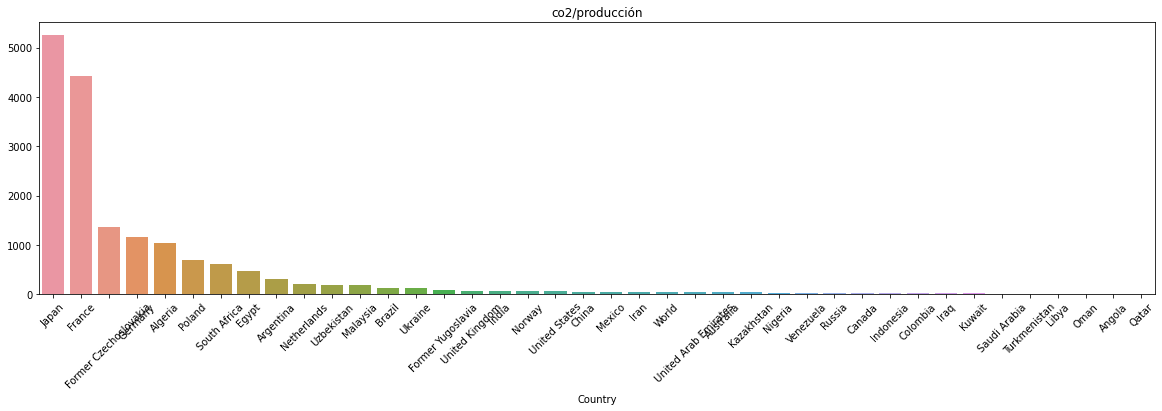 co2/producción
5000
4000
3000
2000
1000
0
Japan
France
Former Czechoslovakia
Germany
Algeria
Poland
South Africa
Egypt
Argentina
Netherlands
Uzbekistan
Malaysia
Brazil
Ukraine
Former Yugoslavia
United Kingdom
India
Norway
United States
China
Mexico
Iran
World
United Arab Emirates
Australia
Kazakhstan
Nigeria
Venezuela
Russia
Canada
Indonesia
Colombia
Iraq
Kuwait
Saudi Arabia
Turkmenistan
Libya
Oman
Angola
Qatar
Country